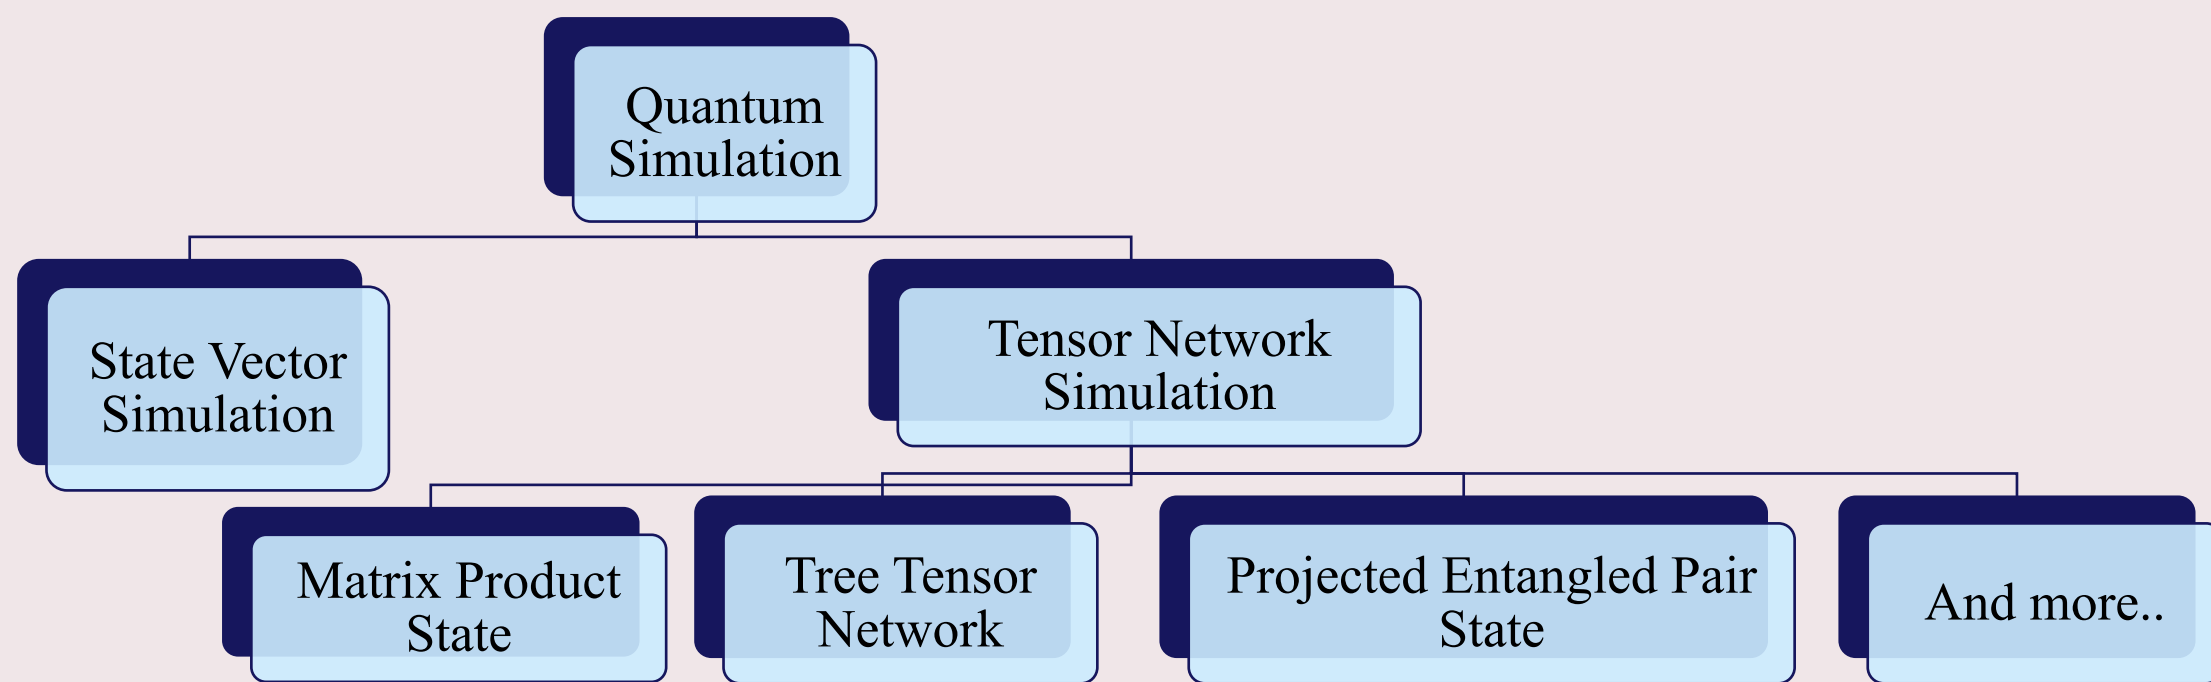 Quantum
Simulation
State Vector
Simulation
Tensor Network
Simulation
Matrix Product
State
Tree Tensor
Network
Projected Entangled Pair
State
And more..